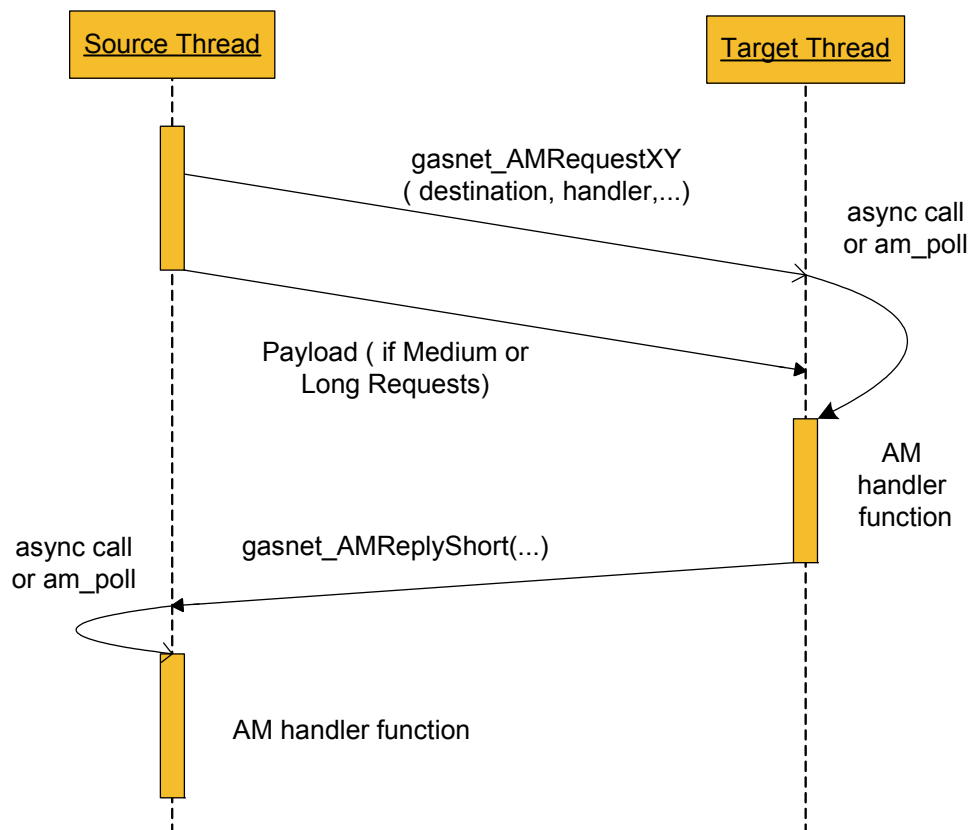 Source Thread
Target Thread
gasnet_AMRequestXY
( destination, handler,...)
async call
or am_poll
Payload ( if Medium or
Long Requests)
AM
handler
function
async call
or am_poll
gasnet_AMReplyShort(...)
AM handler function